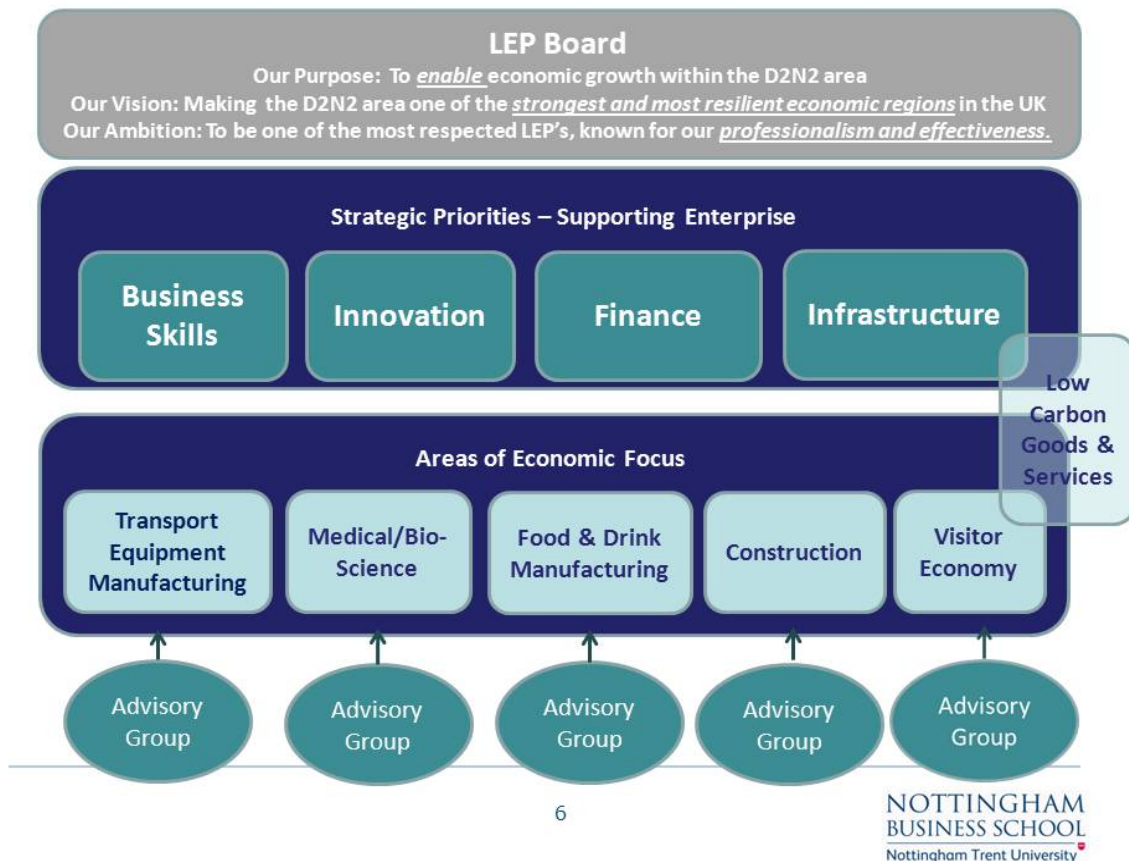 LEP Board
Our Purpose: To enable economic growth within the D2N2 area
Our Vision: Making the D2N2 area one of the strongest and most resilient economic regions in the UK
Our Ambition: To be one of the most respected LEP's, known for our professionalism and effectiveness.
Strategic Priorities – Supporting Enterprise
Business
Skills
Innovation
Finance
Infrastructure
Low
Carbon
Goods &
Services
Areas of Economic Focus
Transport
Equipment
Manufacturing
Medical/Bio-
Science
Food & Drink
Manufacturing
Construction
Visitor
Economy
Advisory
Group
Advisory
Group
Advisory
Group
Advisory
Group
Advisory
Group
6
NOTTINGHAM
BUSINESS SCHOOL
Nottingham Trent University